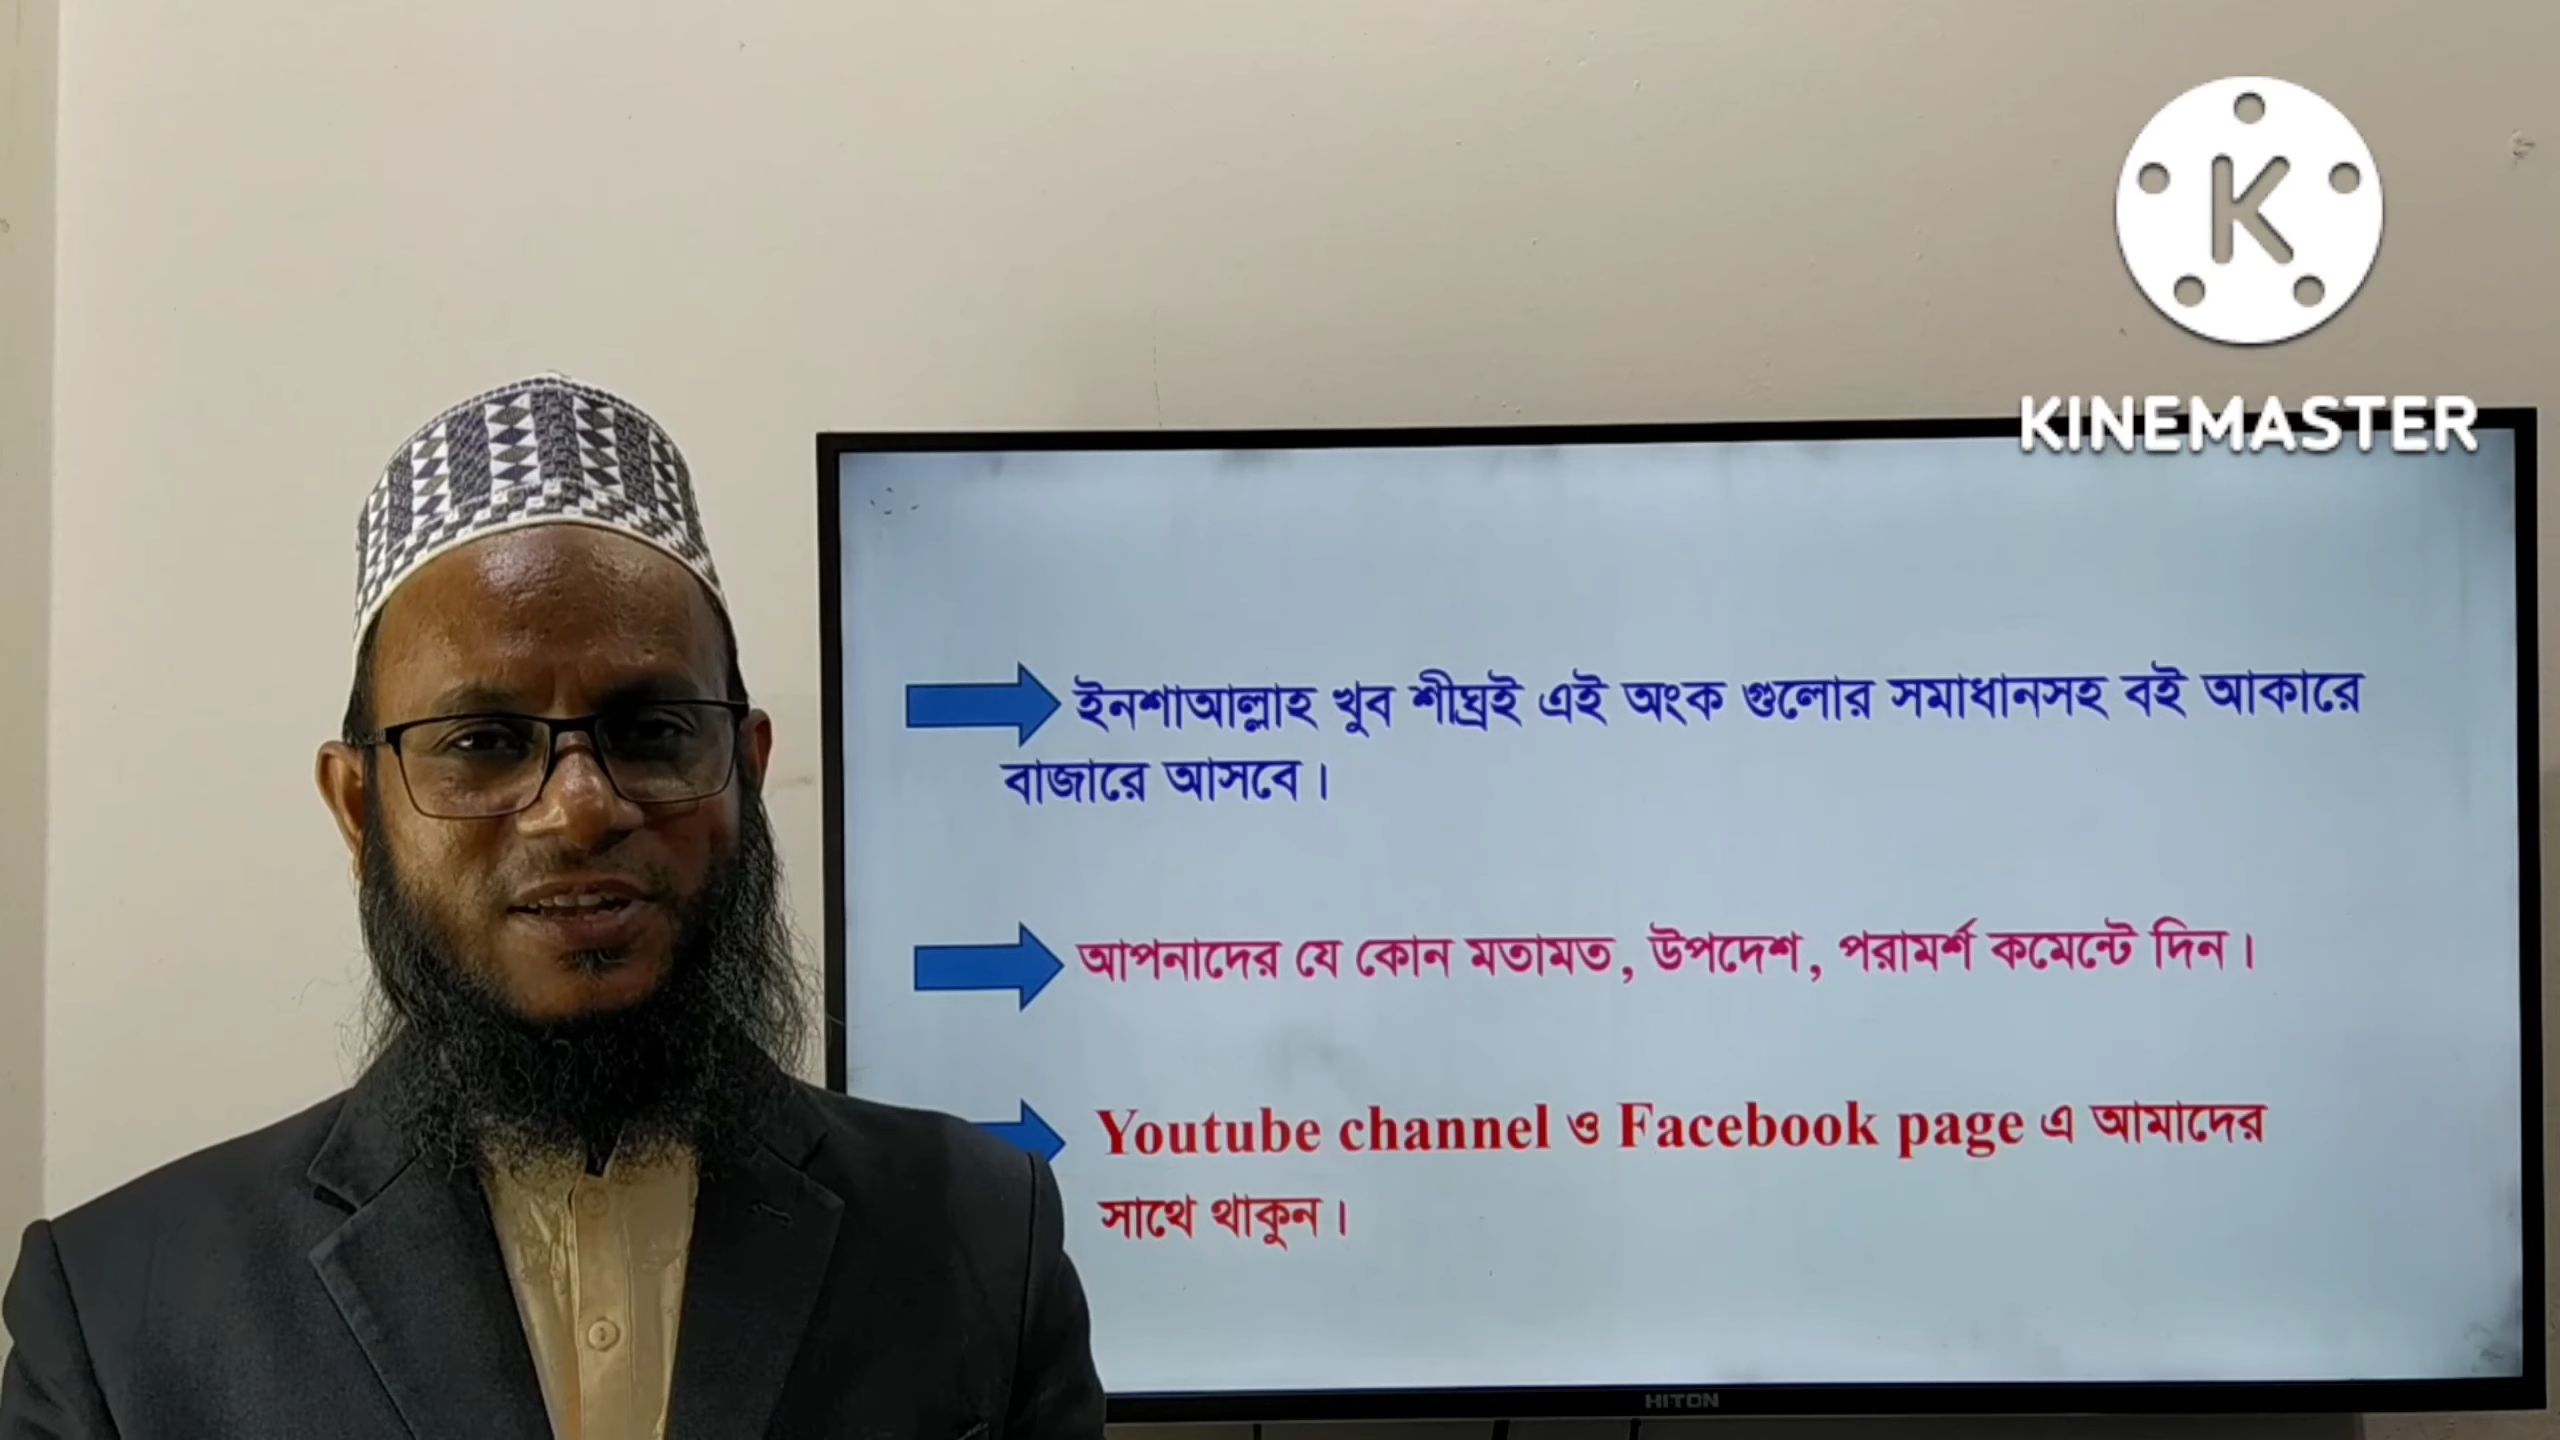 K
KINEMASTER
ইনশাআল্লাহ খুব শীঘ্রই এই অংক গুলোর সমাধানসহ বই আকারে
বাজারে আসবে।
আপনাদের যে কোন মতামত, উপদেশ, পরামর্শ কমেন্টে দিন।
Youtube channel ও Facebook page এ আমাদের
সাথে থাকুন।
HITON